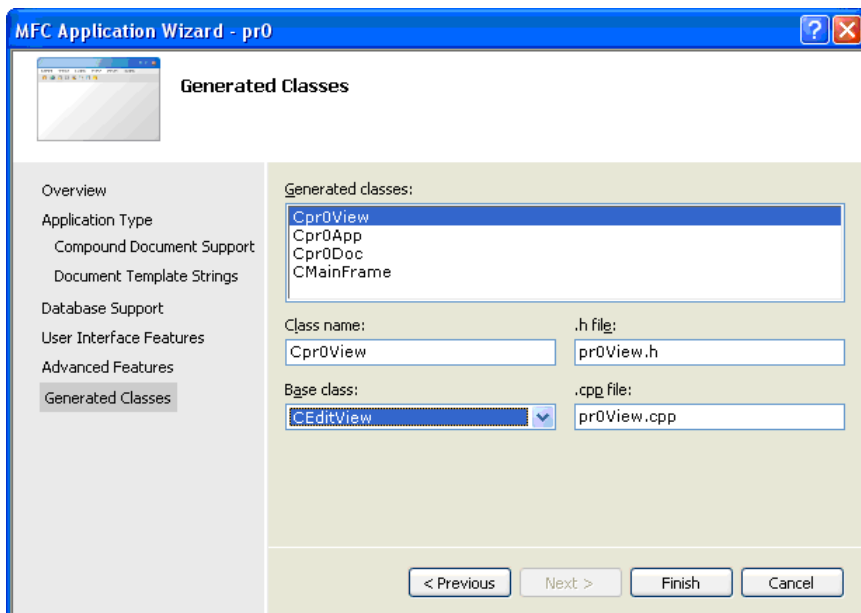 MFC Application Wizard - pr0
Generated Classes
Overview
Application Type
Compound Document Support
Document Template Strings
Database Support
User Interface Features
Advanced Features
Generated Classes
Generated classes:
Cpr0View
Cpr0App
Cpr0Doc
CMainFrame
Class name:
.h file:
Cpr0View
pr0View.h
Base class:
.cpp file:
CEditView
pr0View.cpp
< Previous
Next >
Finish
Cancel